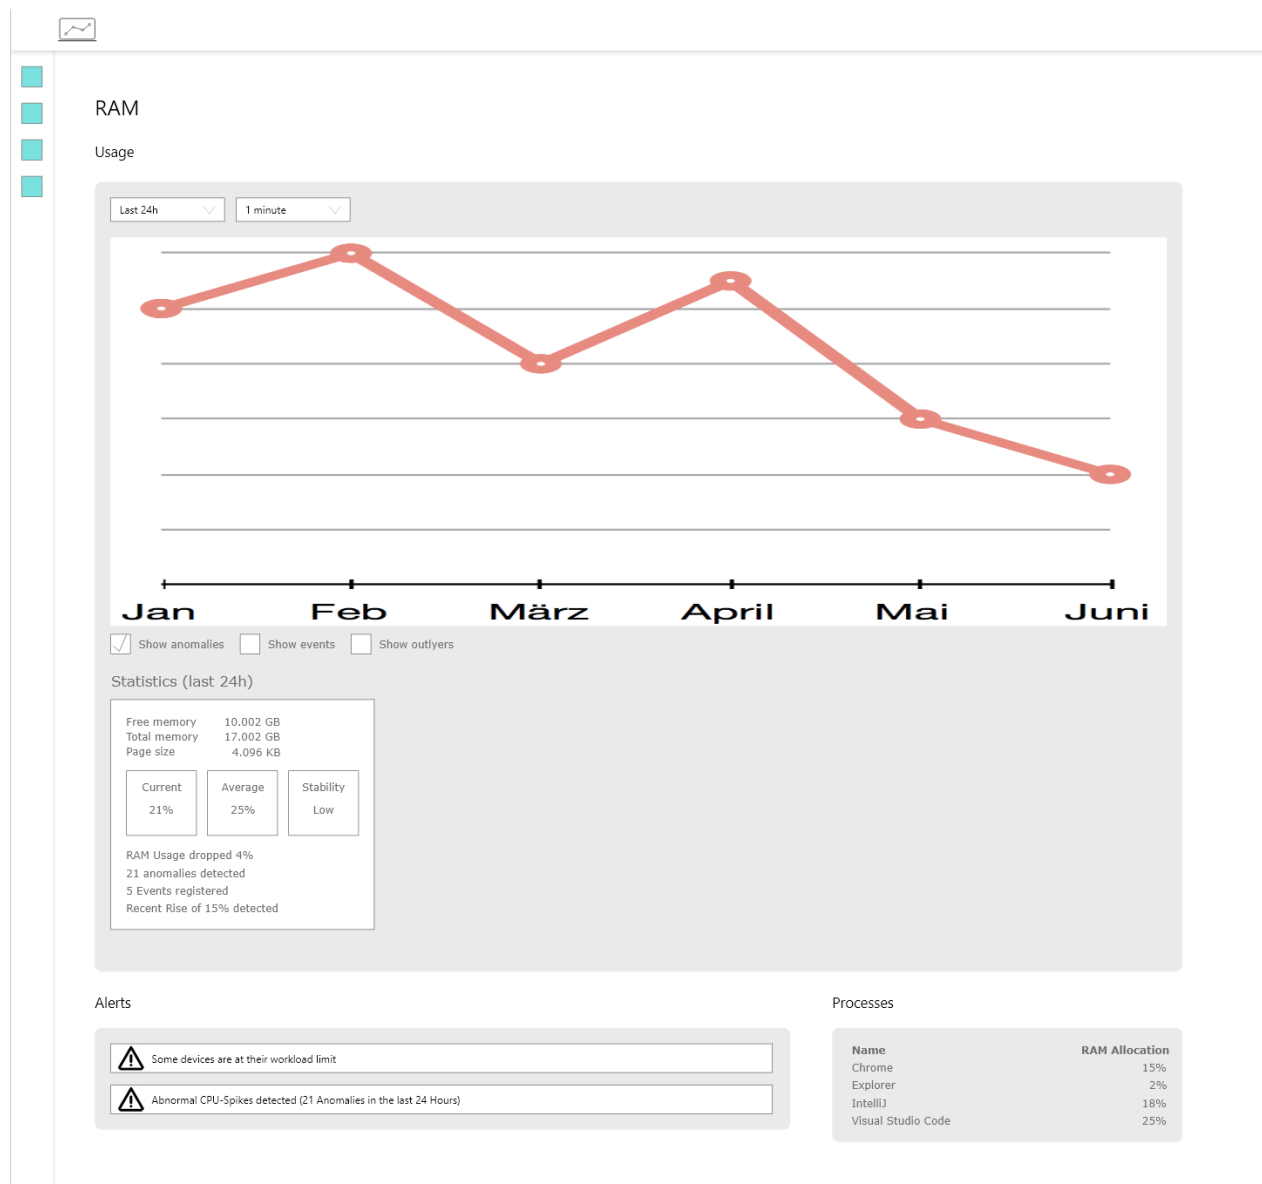 RAM
Usage
Last 24h 1 minute
Jan Feb März April Mai Juni
Show anomalies Show events Show outlyers
Statistics (last 24h)
Free memory 10.002 GB
Total memory 17.002 GB
Page size 4.096 KB
Current Average Stability
21% 25% Low
RAM Usage dropped 4%
21 anomalies detected
5 Events registered
Recent Rise of 15% detected
Alerts
Some devices are at their workload limit
Abnormal CPU-Spikes detected (21 Anomalies in the last 24 Hours)
Processes
Name RAM Allocation
Chrome 15%
Explorer 2%
IntelliJ 18%
Visual Studio Code 25%